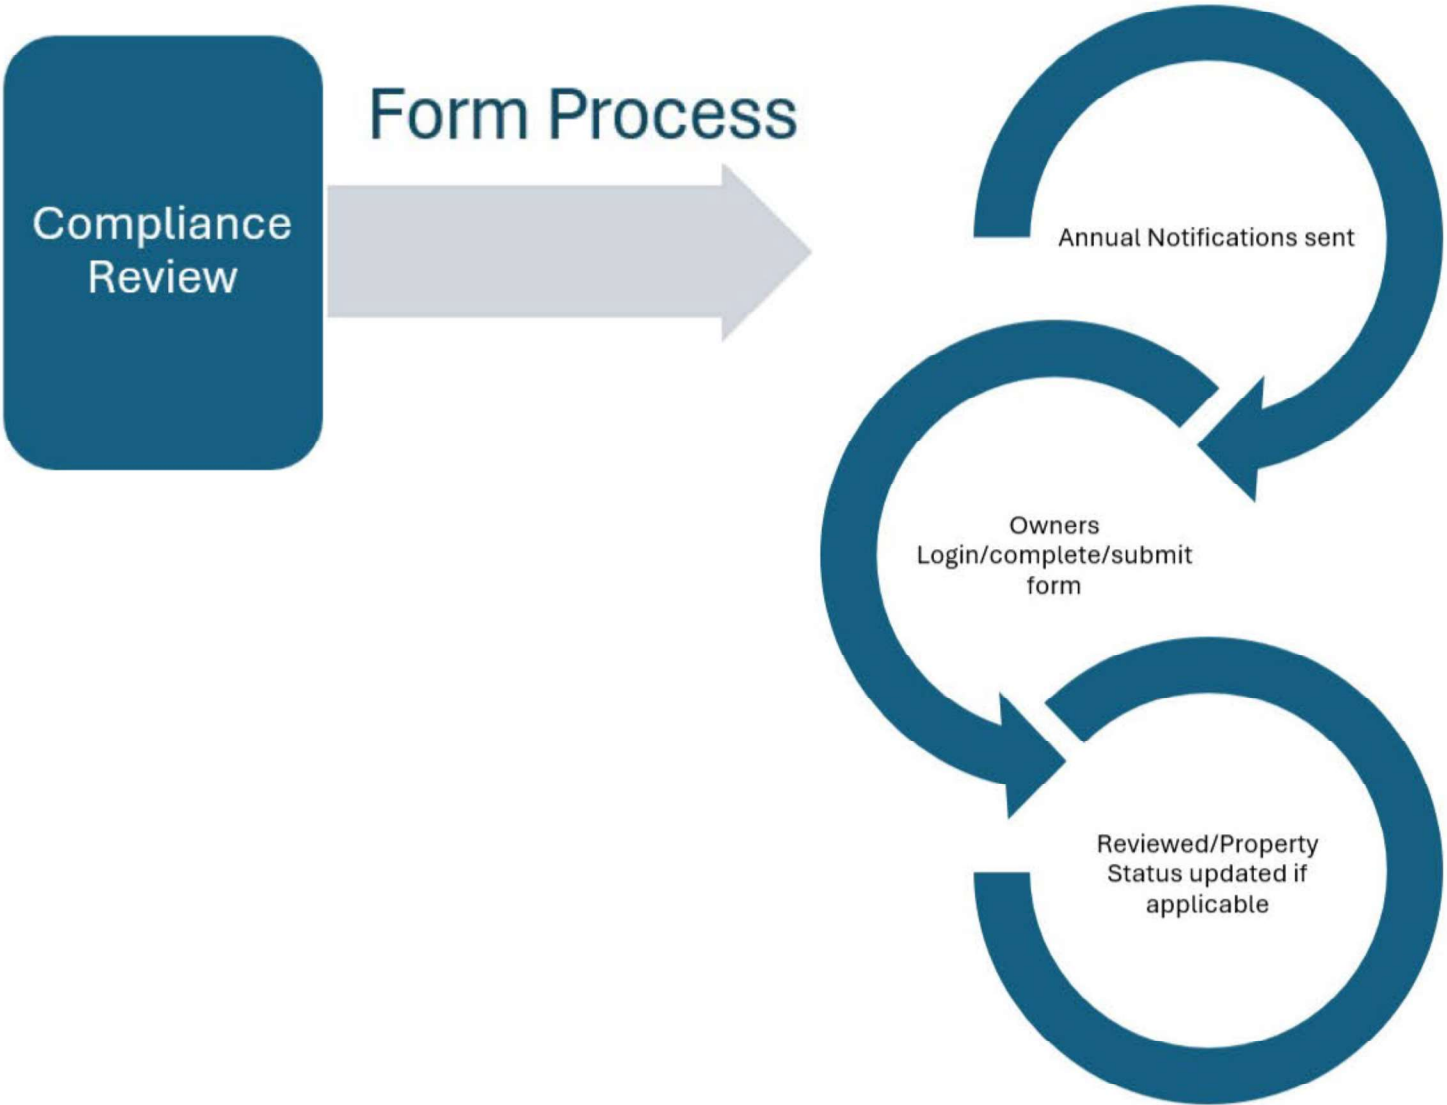 Compliance
Review
Form Process
Annual Notifications sent
Owners
Login/complete/submit
form
Reviewed/Property
Status updated if
applicable